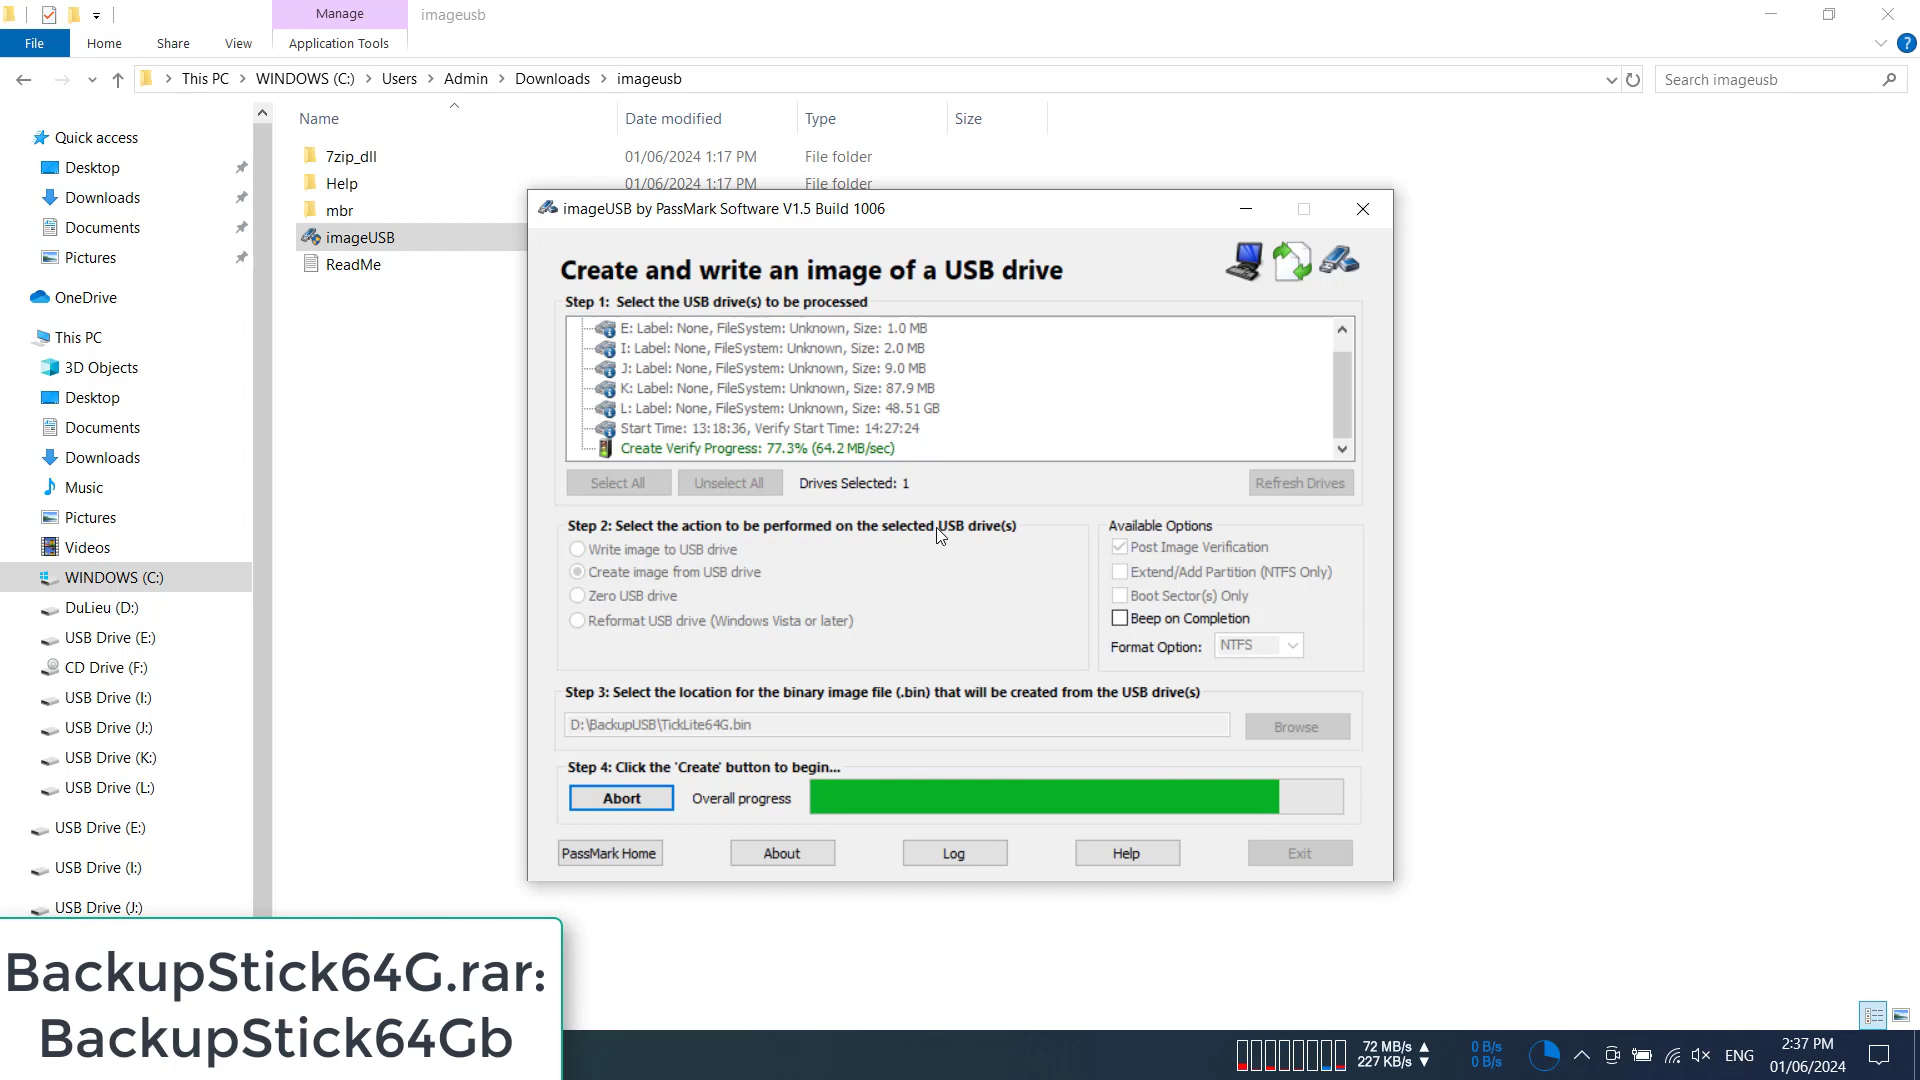 Manage
imageusb
File
Home
Share
View
Application Tools
This PC
WINDOWS (C:)
Users
Admin
Downloads
imageusb
Search imageusb
Name
Date modified
Type
Size
Quick access
Desktop
Downloads
Documents
Pictures
OneDrive
This PC
3D Objects
Desktop
Documents
Downloads
Music
Pictures
Videos
WINDOWS (C:)
DuLieu (D:)
USB Drive (E:)
CD Drive (F:)
USB Drive (I:)
USB Drive (J:)
USB Drive (K:)
USB Drive (L:)
USB Drive (E:)
USB Drive (I:)
USB Drive (J:)
7zip_dll 01/06/2024 1:17 PM File folder
Help 01/06/2024 1:17 PM File folder
mbr
imageUSB
ReadMe
imageUSB by PassMark Software V1.5 Build 1006
Create and write an image of a USB drive
Step 1: Select the USB drive(s) to be processed
E: Label: None, FileSystem: Unknown, Size: 1.0 MB
I: Label: None, FileSystem: Unknown, Size: 2.0 MB
J: Label: None, FileSystem: Unknown, Size: 9.0 MB
K: Label: None, FileSystem: Unknown, Size: 87.9 MB
L: Label: None, FileSystem: Unknown, Size: 48.51 GB
Start Time: 13:18:36, Verify Start Time: 14:27:24
Create Verify Progress: 77.3% (64.2 MB/sec)
Select All
Unselect All
Drives Selected: 1
Refresh Drives
Step 2: Select the action to be performed on the selected USB drive(s)
Write image to USB drive
Create image from USB drive
Zero USB drive
Reformat USB drive (Windows Vista or later)
Available Options
Post Image Verification
Extend/Add Partition (NTFS Only)
Boot Sector(s) Only
Beep on Completion
Format Option: NTFS
Step 3: Select the location for the binary image file (.bin) that will be created from the USB drive(s)
D:\BackupUSB\TickLite64G.bin
Browse
Step 4: Click the 'Create' button to begin...
Abort
Overall progress
PassMark Home
About
Log
Help
Exit
BackupStick64G.rar:
BackupStick64Gb
72 MB/s
227 KB/s
0 B/s
0 B/s
ENG
2:37 PM
01/06/2024